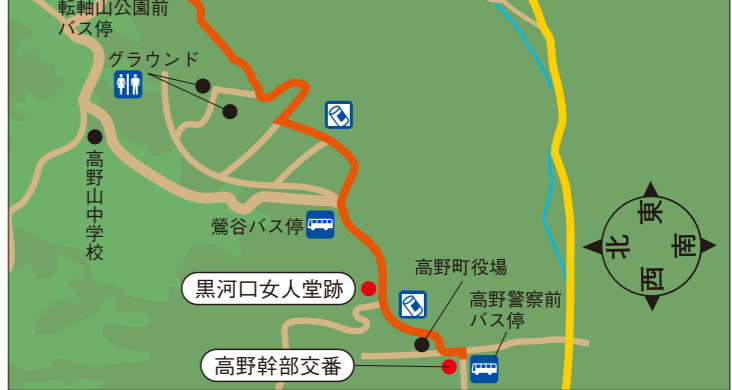 転軸山公園前
バス停
グラウンド
高野山中学校
鶯谷バス停
黒河口女人堂跡
高野町役場
高野警察前
バス停
高野幹部交番
東
北
南
西